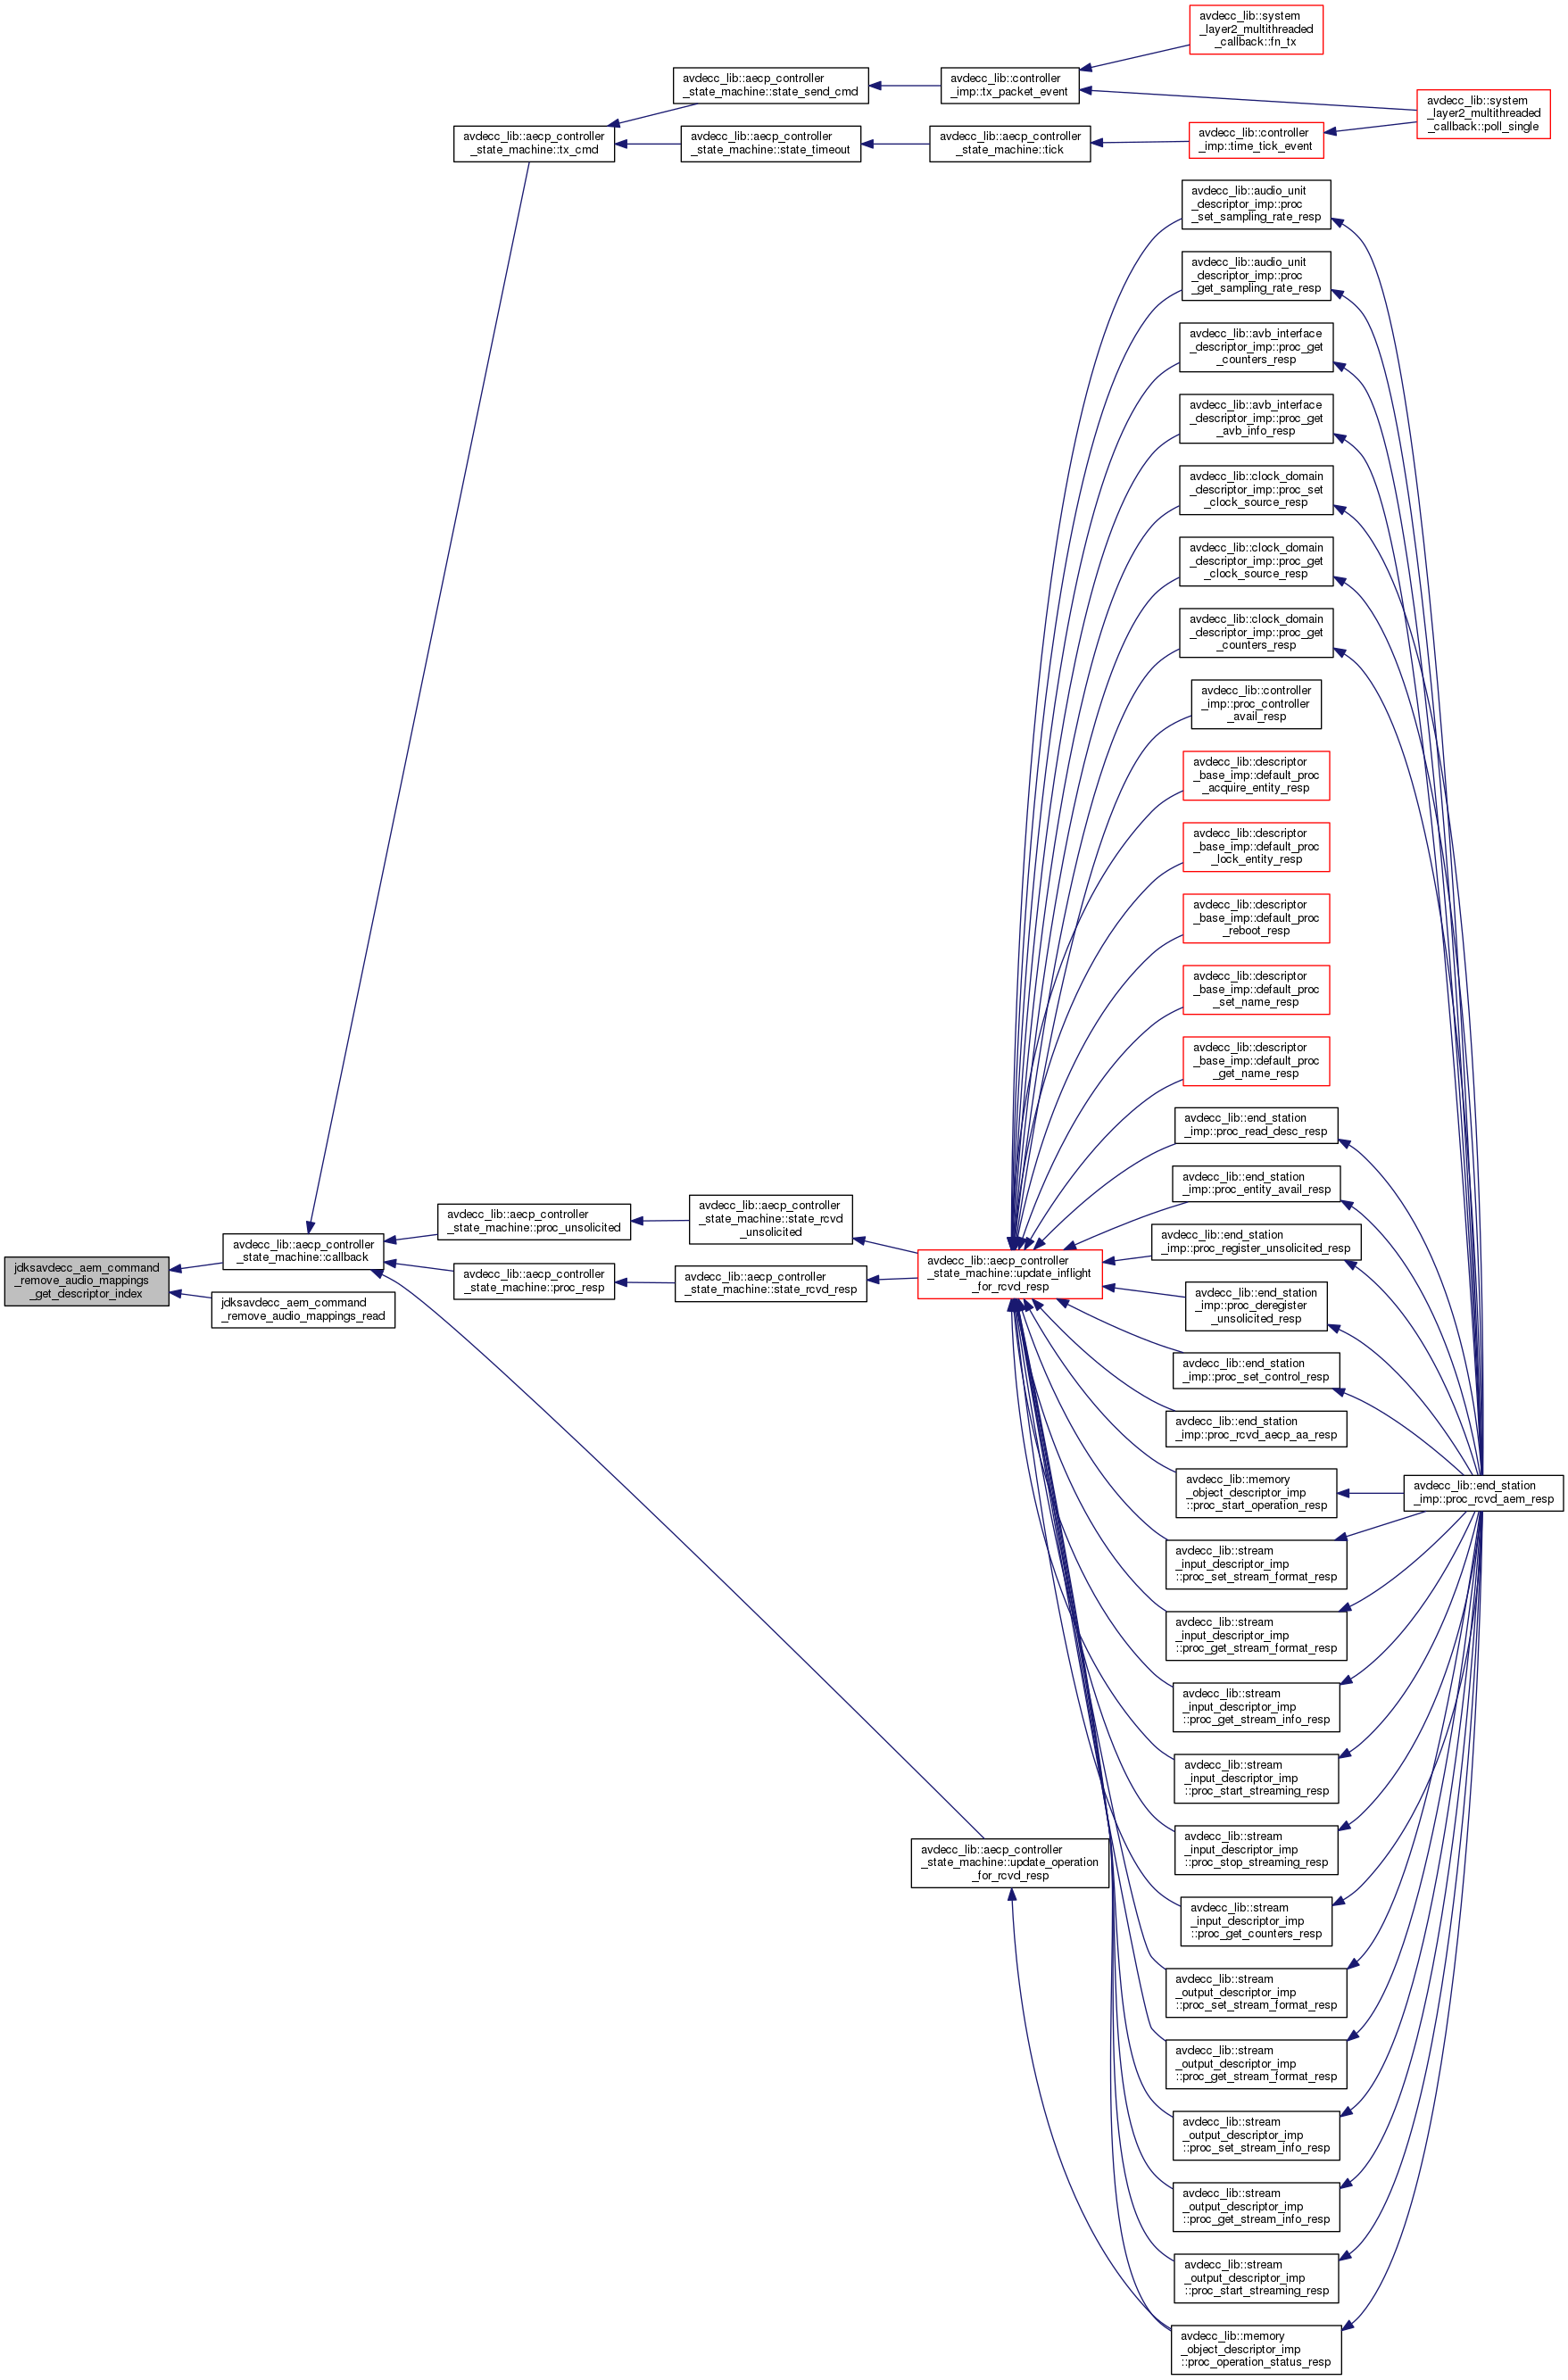 avdecc_lib::system
_layer2_multithreaded
_callback::fn_tx
avdecc_lib::aecp_controller
_state_machine::state_send_cmd
avdecc_lib::controller
_imp::tx_packet_event
avdecc_lib::system
_layer2_multithreaded
_callback::poll_single
avdecc_lib::aecp_controller
_state_machine::tx_cmd
avdecc_lib::aecp_controller
_state_machine::state_timeout
avdecc_lib::aecp_controller
_state_machine::tick
avdecc_lib::controller
_imp::time_tick_event
avdecc_lib::audio_unit
_descriptor_imp::proc
_set_sampling_rate_resp
avdecc_lib::audio_unit
_descriptor_imp::proc
_get_sampling_rate_resp
avdecc_lib::avb_interface
_descriptor_imp::proc_get
_counters_resp
avdecc_lib::avb_interface
_descriptor_imp::proc_get
_avb_info_resp
avdecc_lib::clock_domain
_descriptor_imp::proc_set
_clock_source_resp
avdecc_lib::clock_domain
_descriptor_imp::proc_get
_clock_source_resp
avdecc_lib::clock_domain
_descriptor_imp::proc_get
_counters_resp
avdecc_lib::controller
_imp::proc_controller
_avail_resp
avdecc_lib::descriptor
_base_imp::default_proc
_acquire_entity_resp
avdecc_lib::descriptor
_base_imp::default_proc
_lock_entity_resp
avdecc_lib::descriptor
_base_imp::default_proc
_reboot_resp
avdecc_lib::descriptor
_base_imp::default_proc
_set_name_resp
avdecc_lib::descriptor
_base_imp::default_proc
_get_name_resp
avdecc_lib::end_station
_imp::proc_read_desc_resp
avdecc_lib::end_station
_imp::proc_entity_avail_resp
avdecc_lib::end_station
_imp::proc_register_unsolicited_resp
avdecc_lib::end_station
_imp::proc_deregister
_unsolicited_resp
avdecc_lib::end_station
_imp::proc_set_control_resp
avdecc_lib::end_station
_imp::proc_rcvd_aecp_aa_resp
jdksavdecc_aem_command
_remove_audio_mappings
_get_descriptor_index
avdecc_lib::aecp_controller
_state_machine::callback
jdksavdecc_aem_command
_remove_audio_mappings_read
avdecc_lib::aecp_controller
_state_machine::proc_unsolicited
avdecc_lib::aecp_controller
_state_machine::proc_resp
avdecc_lib::aecp_controller
_state_machine::state_rcvd
_unsolicited
avdecc_lib::aecp_controller
_state_machine::state_rcvd_resp
avdecc_lib::aecp_controller
_state_machine::update_inflight
_for_rcvd_resp
avdecc_lib::memory
_object_descriptor_imp
::proc_start_operation_resp
avdecc_lib::end_station
_imp::proc_rcvd_aem_resp
avdecc_lib::stream
_input_descriptor_imp
::proc_set_stream_format_resp
avdecc_lib::stream
_input_descriptor_imp
::proc_get_stream_format_resp
avdecc_lib::stream
_input_descriptor_imp
::proc_get_stream_info_resp
avdecc_lib::stream
_input_descriptor_imp
::proc_start_streaming_resp
avdecc_lib::stream
_input_descriptor_imp
::proc_stop_streaming_resp
avdecc_lib::aecp_controller
_state_machine::update_operation
_for_rcvd_resp
avdecc_lib::stream
_input_descriptor_imp
::proc_get_counters_resp
avdecc_lib::stream
_output_descriptor_imp
::proc_set_stream_format_resp
avdecc_lib::stream
_output_descriptor_imp
::proc_get_stream_format_resp
avdecc_lib::stream
_output_descriptor_imp
::proc_set_stream_info_resp
avdecc_lib::stream
_output_descriptor_imp
::proc_get_stream_info_resp
avdecc_lib::stream
_output_descriptor_imp
::proc_start_streaming_resp
avdecc_lib::memory
_object_descriptor_imp
::proc_operation_status_resp